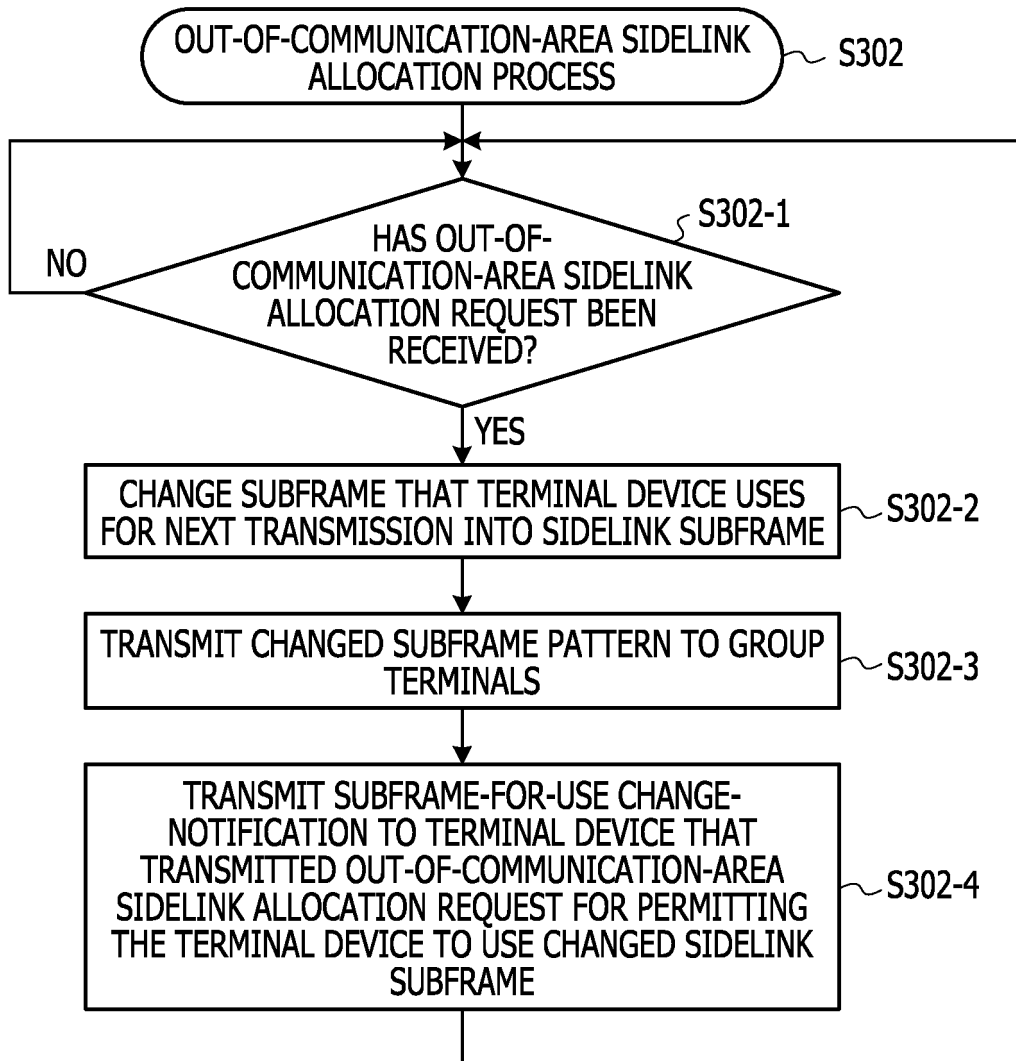 OUT-OF-COMMUNICATION-AREA SIDELINK
ALLOCATION PROCESS
S302
S302-1
HAS OUT-OF-
COMMUNICATION-AREA SIDELINK
ALLOCATION REQUEST BEEN
RECEIVED?
NO
YES
CHANGE SUBFRAME THAT TERMINAL DEVICE USES
FOR NEXT TRANSMISSION INTO SIDELINK SUBFRAME
S302-2
TRANSMIT CHANGED SUBFRAME PATTERN TO GROUP
TERMINALS
S302-3
TRANSMIT SUBFRAME-FOR-USE CHANGE-
NOTIFICATION TO TERMINAL DEVICE THAT
TRANSMITTED OUT-OF-COMMUNICATION-AREA
SIDELINK ALLOCATION REQUEST FOR PERMITTING
THE TERMINAL DEVICE TO USE CHANGED SIDELINK
SUBFRAME
S302-4